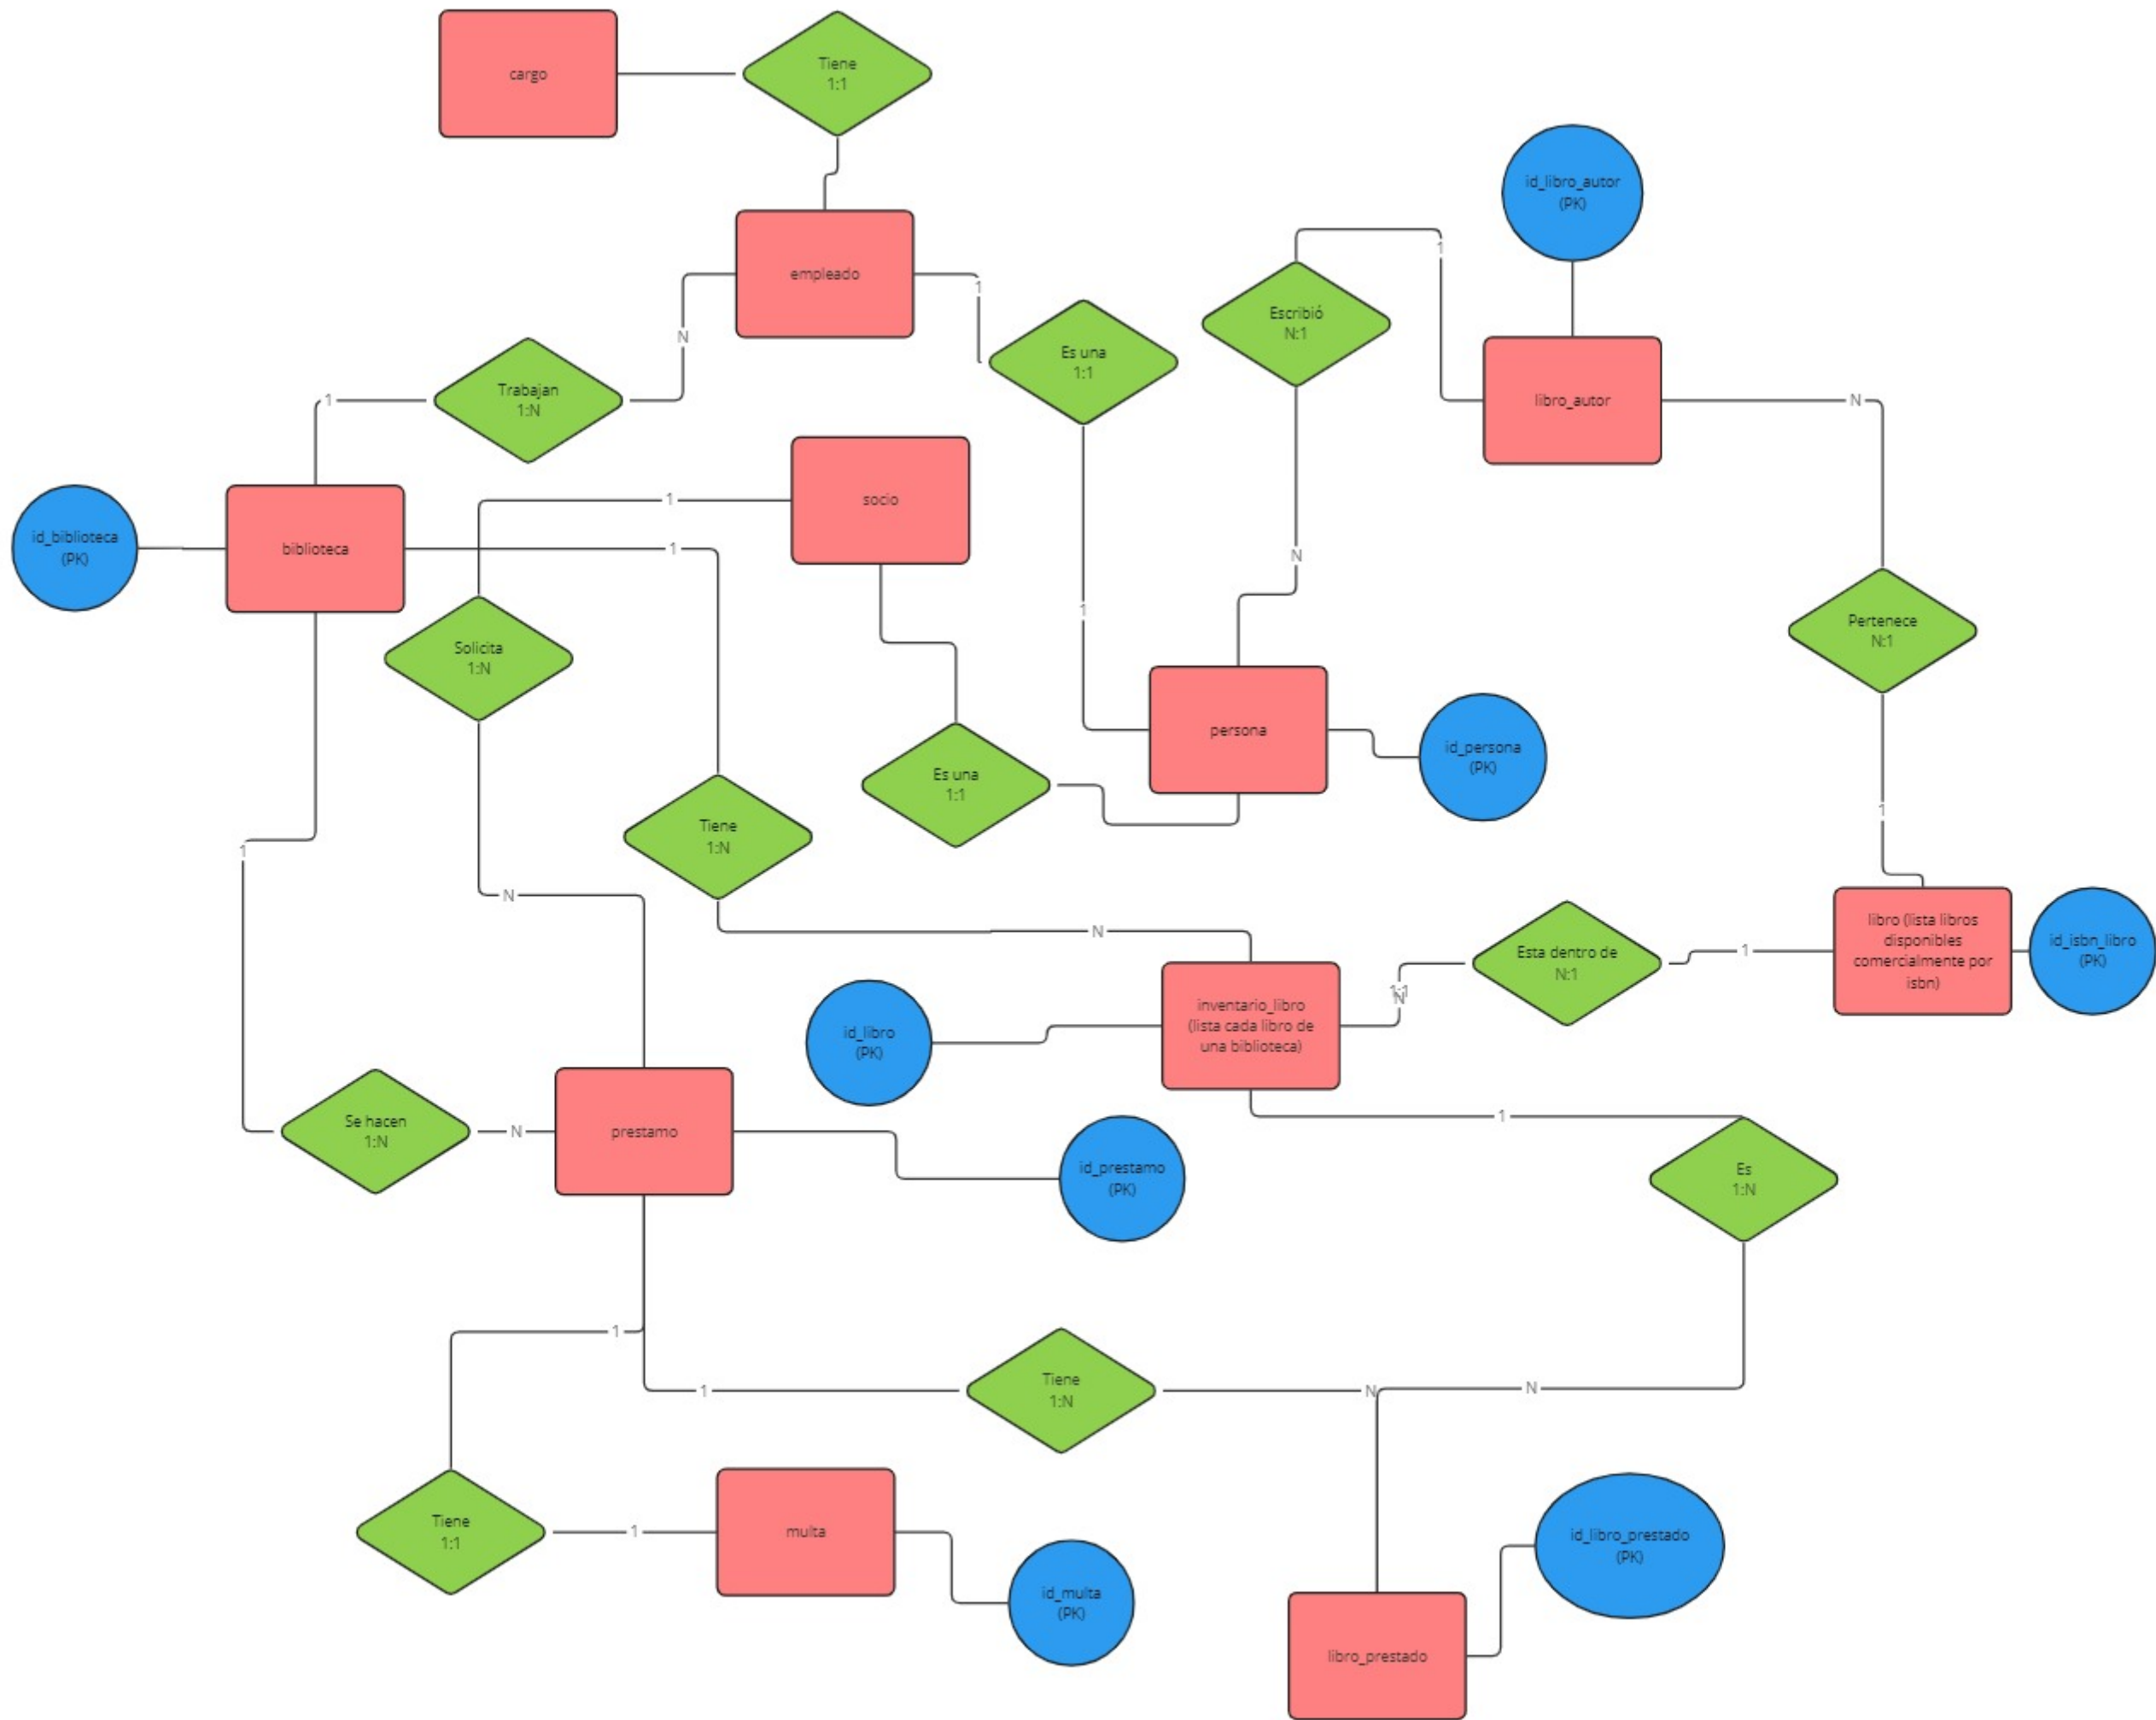 cargo
Tiene
1:1
id_libro_autor
(PK)
1
empleado
1
Escribió
N:1
N
Es una
1:1
Trabajan
1:N
1
libro_autor
N
socio
1
id_biblioteca
(PK)
biblioteca
1
N
1
Solicita
1:N
Pertenece
N:1
persona
id_persona
(PK)
Es una
1:1
Tiene
1:N
1
1
N
N
libro (lista libros
disponibles
comercialmente por
isbn)
id_isbn_libro
(PK)
Esta dentro de
N:1
1
1:1
N
inventario_libro
(lista cada libro de
una biblioteca)
id_libro
(PK)
Se hacen
1:N
N
prestamo
1
id_prestamo
(PK)
Es
1:N
1
Tiene
1:N
1
N
N
Tiene
1:1
1
multa
id_libro_prestado
(PK)
id_multa
(PK)
libro_prestado